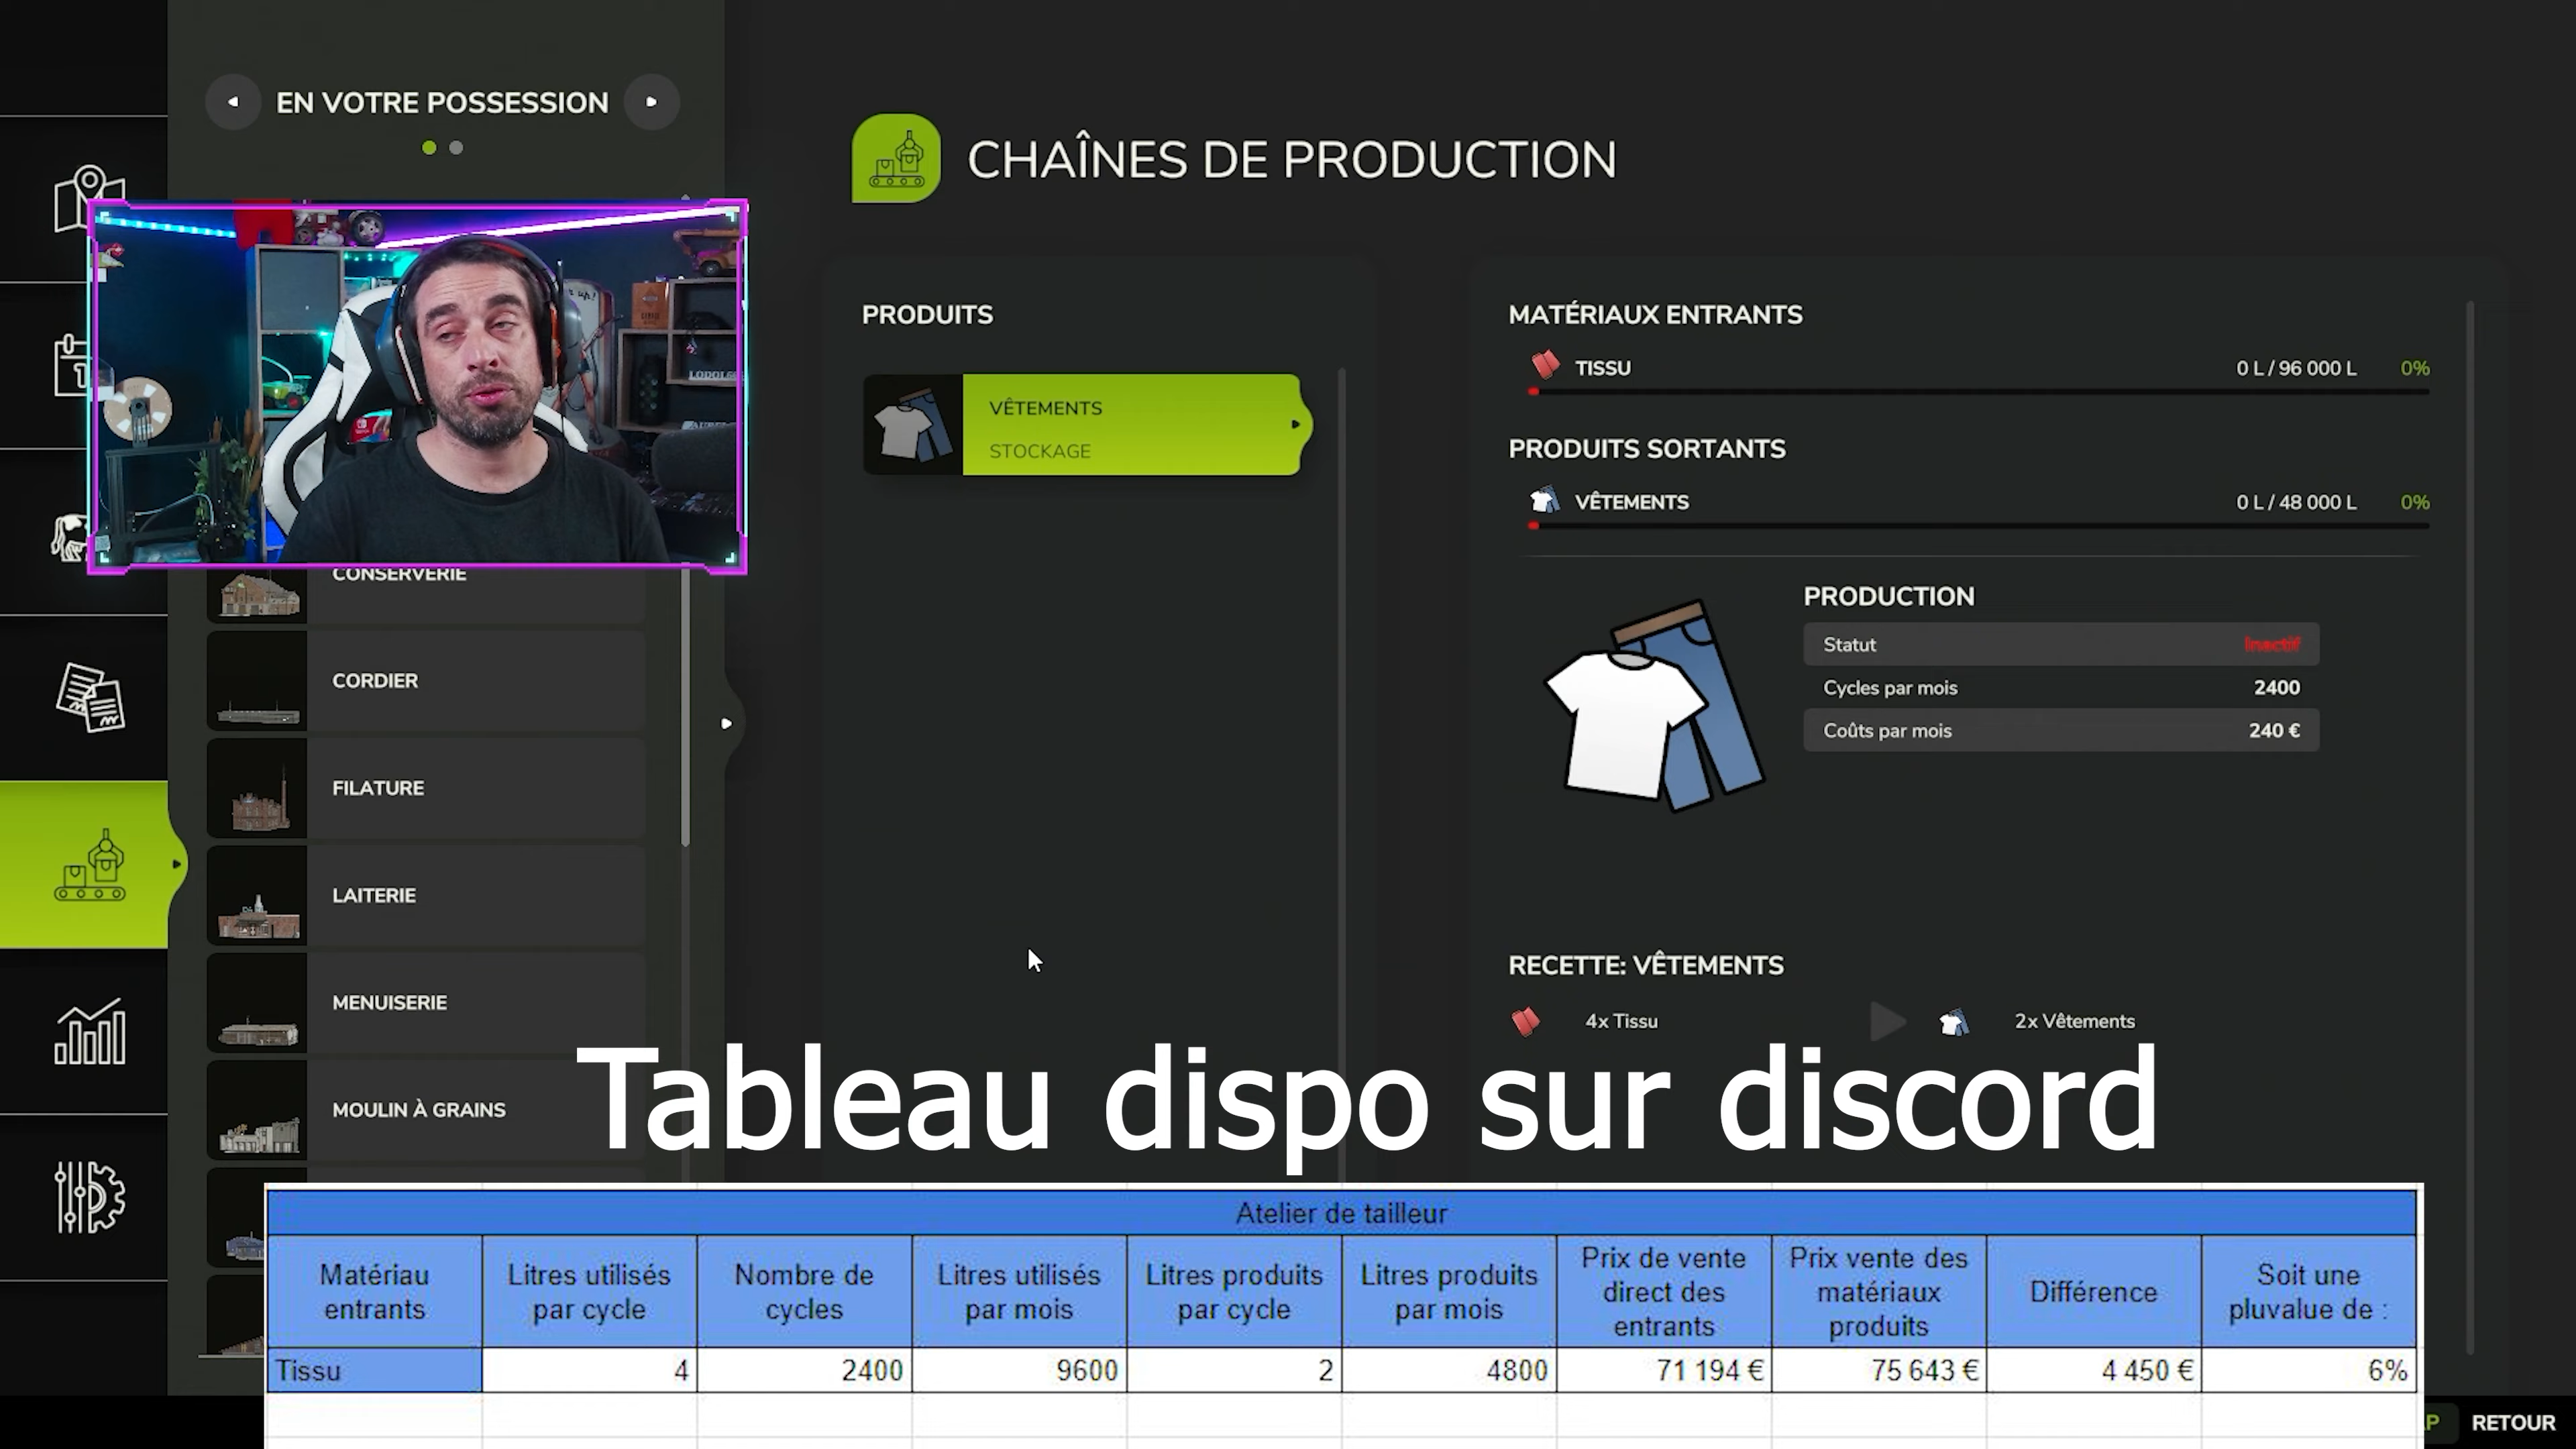 EN VOTRE POSSESSION
CHAÎNES DE PRODUCTION
PRODUITS
VÊTEMENTS
STOCKAGE
MATÉRIAUX ENTRANTS
TISSU 0 L / 96 000 L 0%
PRODUITS SORTANTS
VÊTEMENTS 0 L / 48 000 L 0%
PRODUCTION
Statut Inactif
Cycles par mois 2400
Coûts par mois 240 €
CONSERVERIE
CORDIER
FILATURE
LAITERIE
MENUISERIE
MOULIN À GRAINS
RECETTE: VÊTEMENTS
4x Tissu 2x Vêtements
Tableau dispo sur discord
Atelier de tailleur
Matériau entrants
Litres utilisés par cycle
Nombre de cycles
Litres utilisés par mois
Litres produits par cycle
Litres produits par mois
Prix de vente direct des entrants
Prix vente des matériaux produits
Différence
Soit une pluvalue de :
Tissu 4 2400 9600 2 4800 71 194 € 75 643 € 4 450 € 6%
RETOUR